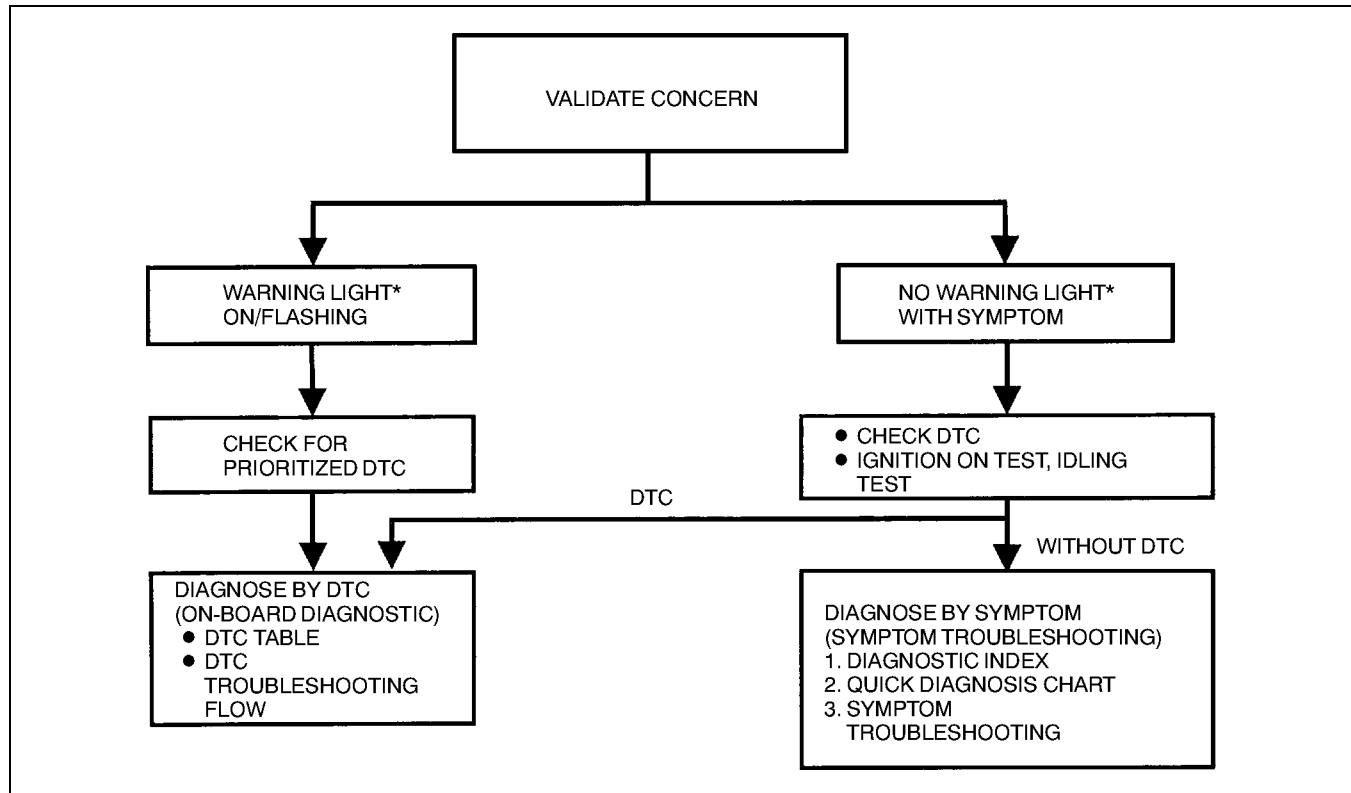 VALIDATE CONCERN
WARNING LIGHT*
ON/FLASHING
NO WARNING LIGHT*
WITH SYMPTOM
CHECK FOR
PRIORITIZED DTC
● CHECK DTC
● IGNITION ON TEST, IDLING
TEST
DTC
WITHOUT DTC
DIAGNOSE BY DTC
(ON-BOARD DIAGNOSTIC)
● DTC TABLE
● DTC
TROUBLESHOOTING
FLOW
DIAGNOSE BY SYMPTOM
(SYMPTOM TROUBLESHOOTING)
1. DIAGNOSTIC INDEX
2. QUICK DIAGNOSIS CHART
3. SYMPTOM
TROUBLESHOOTING